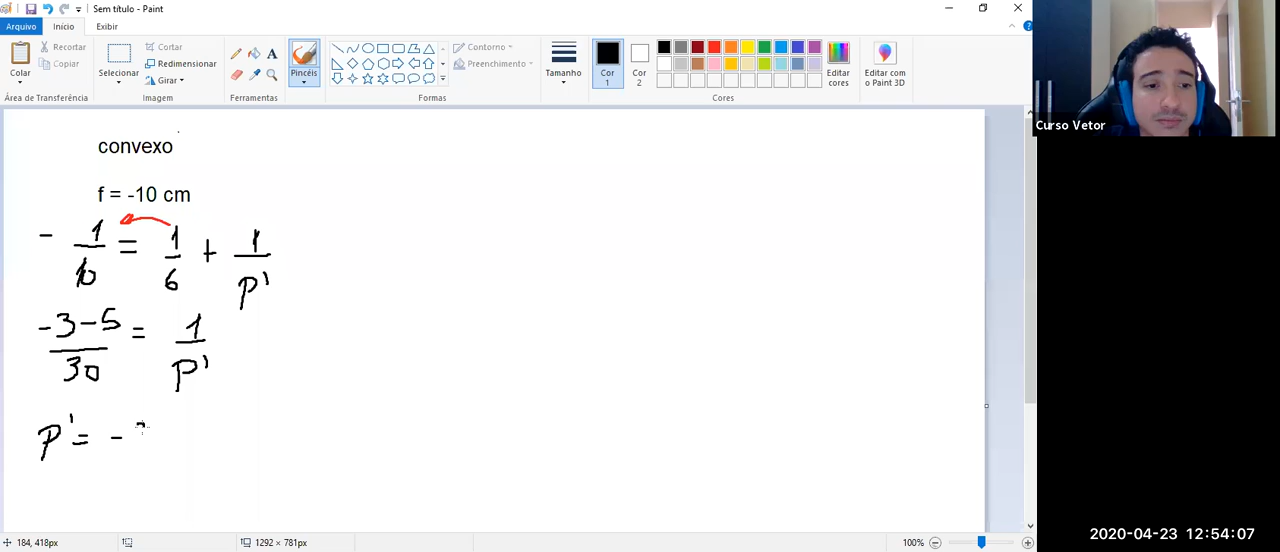 Sem título - Paint
Arquivo Início Exibir
Colar
Recortar
Copiar
Área de Transferência
Selecionar
Cortar
Redimensionar
Girar
Imagem
Ferramentas
Pincéis
Contorno
Preenchimento
Formas
Tamanho
Cor 1
Cor 2
Editar cores
Editar com o Paint 3D
Cores
Curso Vetor
convexo
f = -10 cm
- 1/10 = 1/6 + 1/p'
-3-5/30 = 1/p'
p' = -
184, 418px
1292 × 781px
100%
2020-04-23 12:54:07